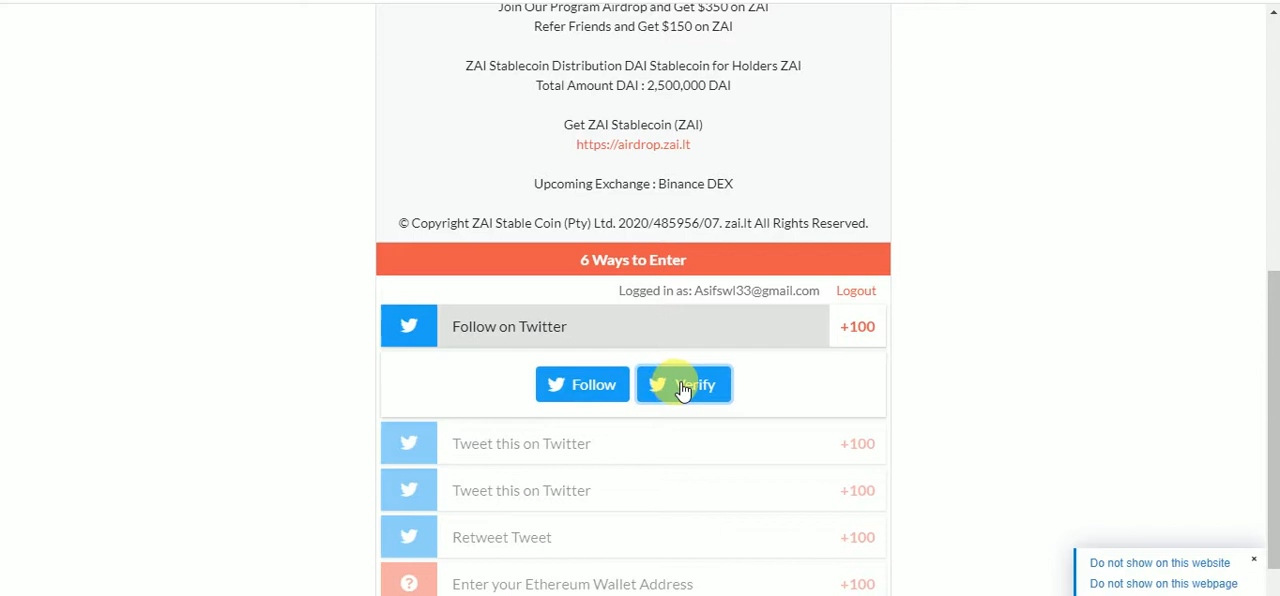 Join Our Program Airdrop and Get $350 on ZAI
Refer Friends and Get $150 on ZAI
ZAI Stablecoin Distribution DAI Stablecoin for Holders ZAI
Total Amount DAI : 2,500,000 DAI
Get ZAI Stablecoin (ZAI)
https://airdrop.zai.lt
Upcoming Exchange : Binance DEX
© Copyright ZAI Stable Coin (Pty) Ltd. 2020/485956/07. zai.lt All Rights Reserved.
6 Ways to Enter
Logged in as: Asifswl33@gmail.com Logout
Follow on Twitter +100
Follow Verify
Tweet this on Twitter +100
Tweet this on Twitter +100
Retweet Tweet +100
? Enter your Ethereum Wallet Address +100
Do not show on this website ×
Do not show on this webpage